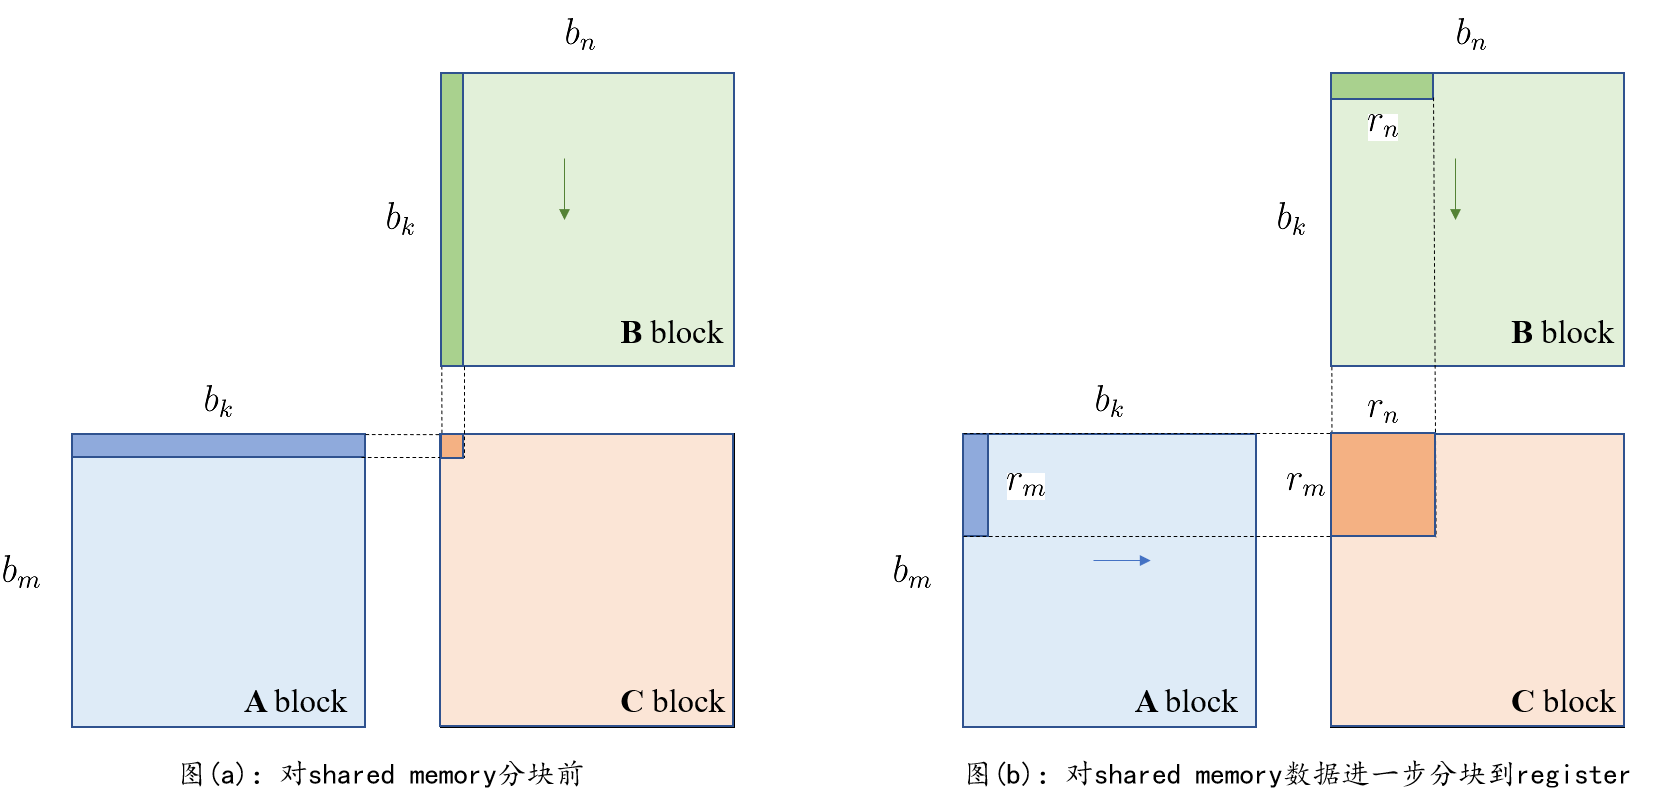 b_n
b_k
B block
b_k
b_m
A block
C block
图(a)：对shared memory分块前
b_n
r_n
b_k
B block
b_k
r_n
r_m
r_m
b_m
A block
C block
图(b)：对shared memory数据进一步分块到register